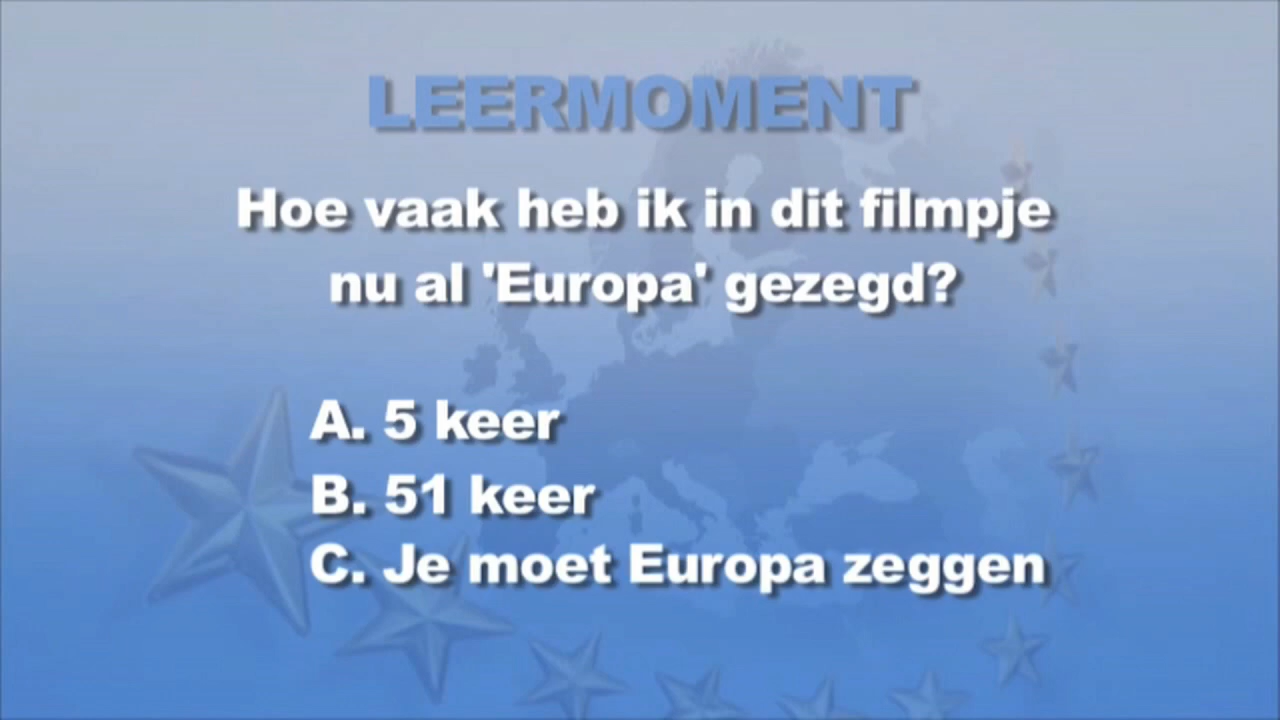 LEERMOMENT
Hoe vaak heb ik in dit filmpje
nu al 'Europa' gezegd?
A. 5 keer
B. 51 keer
C. Je moet Europa zeggen